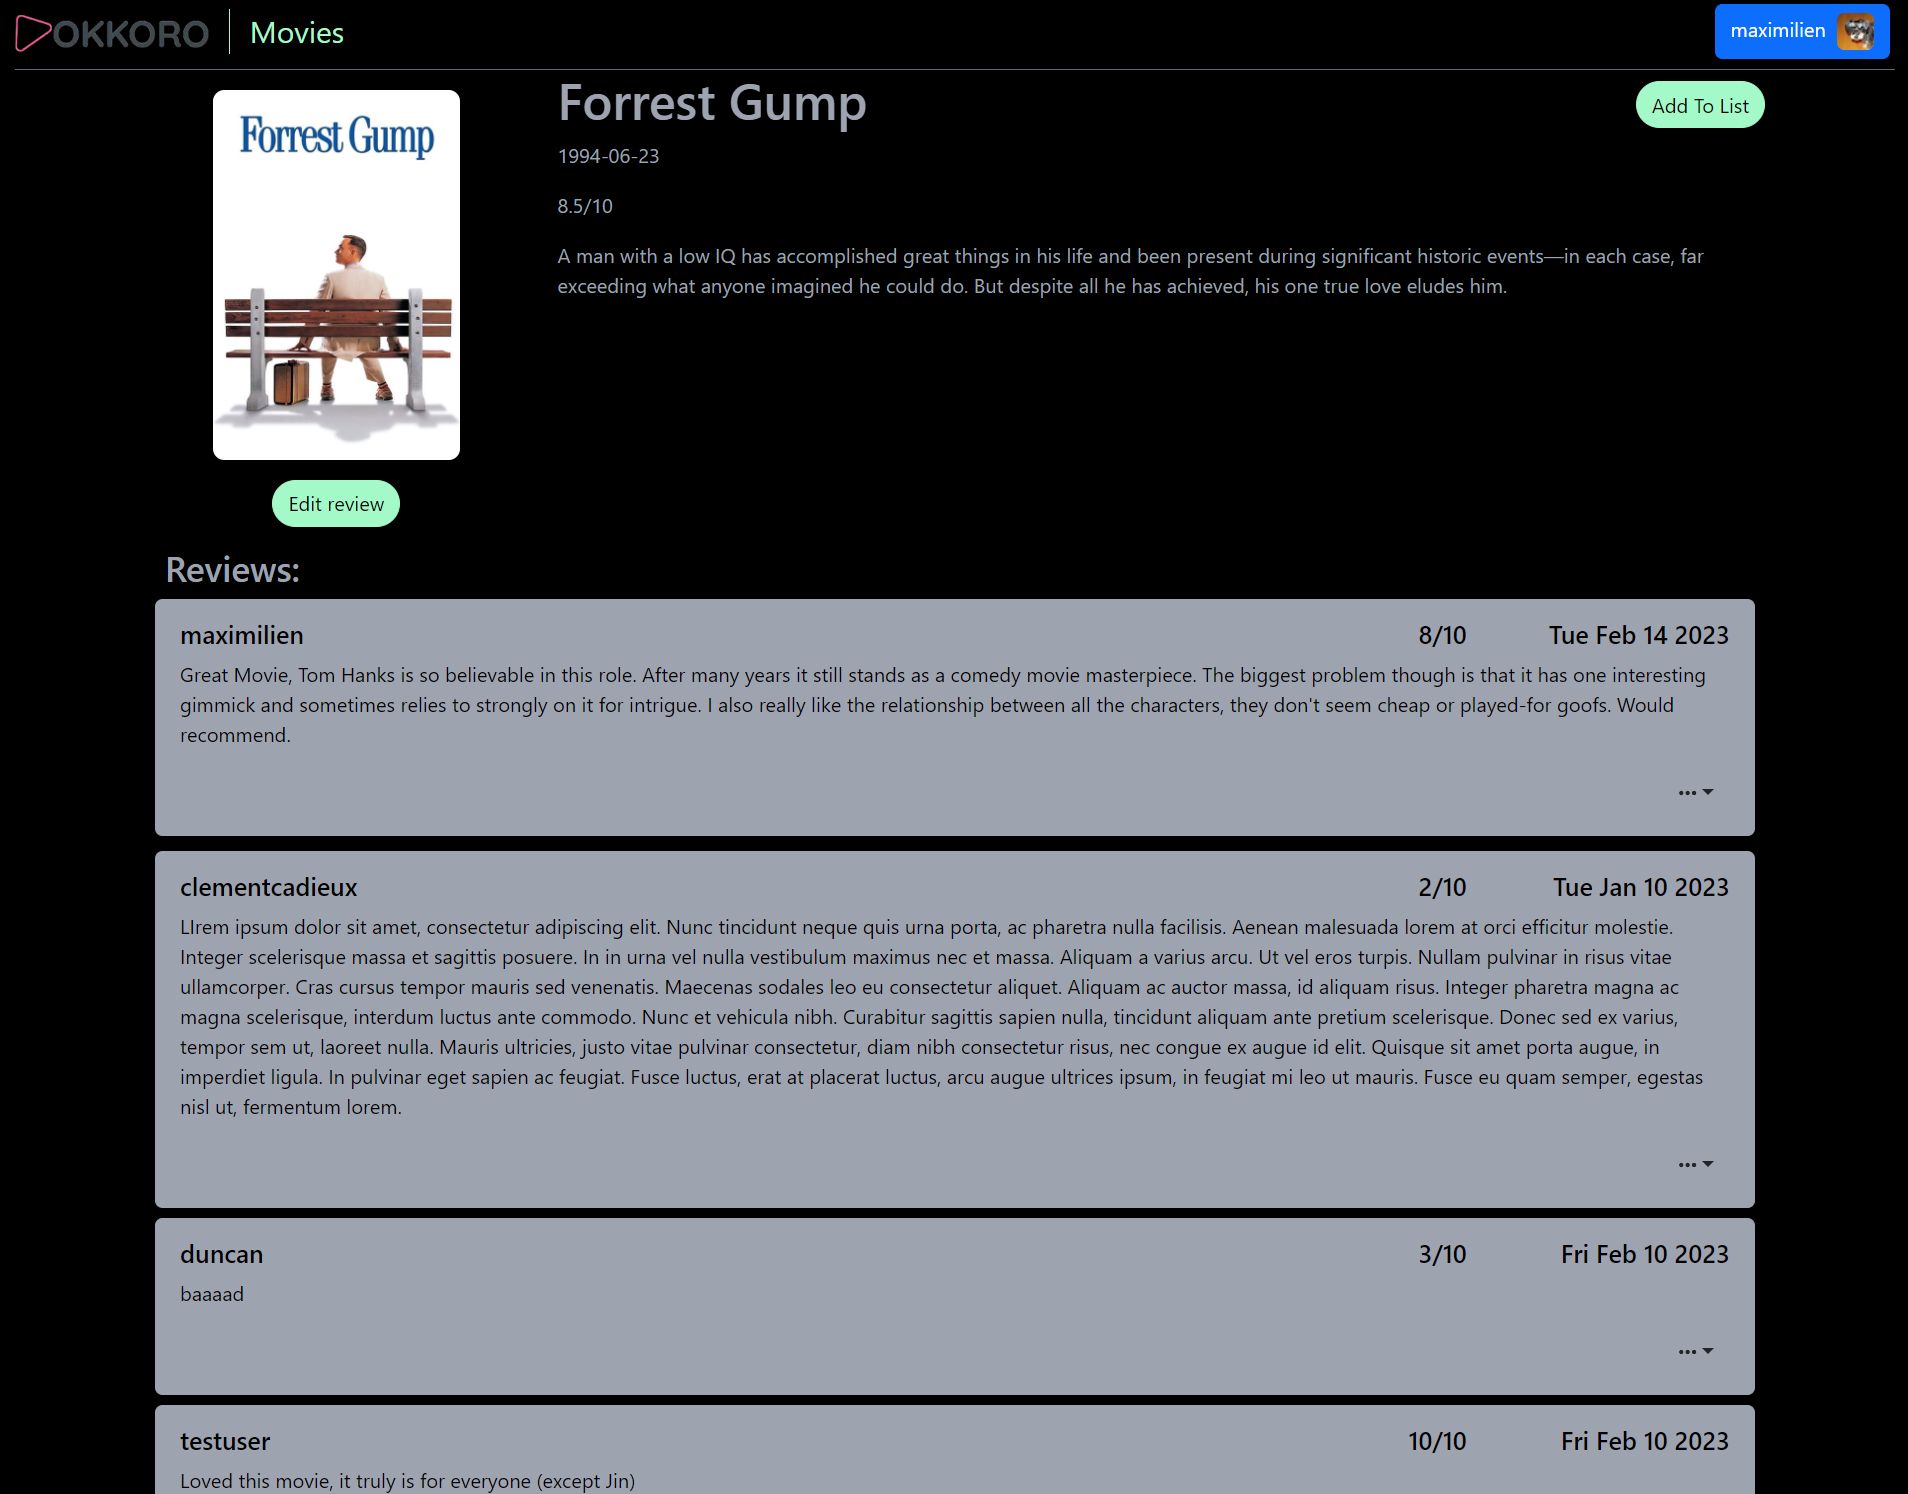 DOKKORO
Movies
maximilien
Forrest Gump
Forrest Gump
Add To List
1994-06-23
8.5/10
A man with a low IQ has accomplished great things in his life and been present during significant historic events—in each case, far
exceeding what anyone imagined he could do. But despite all he has achieved, his one true love eludes him.
Edit review
Reviews:
maximilien
8/10
Tue Feb 14 2023
Great Movie, Tom Hanks is so believable in this role. After many years it still stands as a comedy movie masterpiece. The biggest problem though is that it has one interesting
gimmick and sometimes relies to strongly on it for intrigue. I also really like the relationship between all the characters, they don't seem cheap or played-for goofs. Would
recommend.
...
clementcadieux
2/10
Tue Jan 10 2023
LIrem ipsum dolor sit amet, consectetur adipiscing elit. Nunc tincidunt neque quis urna porta, ac pharetra nulla facilisis. Aenean malesuada lorem at orci efficitur molestie.
Integer scelerisque massa et sagittis posuere. In in urna vel nulla vestibulum maximus nec et massa. Aliquam a varius arcu. Ut vel eros turpis. Nullam pulvinar in risus vitae
ullamcorper. Cras cursus tempor mauris sed venenatis. Maecenas sodales leo eu consectetur aliquet. Aliquam ac auctor massa, id aliquam risus. Integer pharetra magna ac
magna scelerisque, interdum luctus ante commodo. Nunc et vehicula nibh. Curabitur sagittis sapien nulla, tincidunt aliquam ante pretium scelerisque. Donec sed ex varius,
tempor sem ut, laoreet nulla. Mauris ultricies, justo vitae pulvinar consectetur, diam nibh consectetur risus, nec congue ex augue id elit. Quisque sit amet porta augue, in
imperdiet ligula. In pulvinar eget sapien ac feugiat. Fusce luctus, erat at placerat luctus, arcu augue ultrices ipsum, in feugiat mi leo ut mauris. Fusce eu quam semper, egestas
nisl ut, fermentum lorem.
...
duncan
3/10
Fri Feb 10 2023
baaaad
...
testuser
10/10
Fri Feb 10 2023
Loved this movie, it truly is for everyone (except Jin)